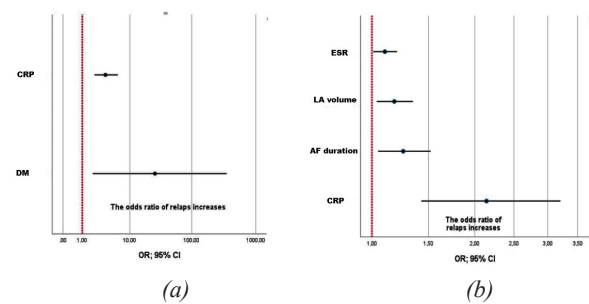 CRP
DM
The odds ratio of relaps increases
.00 1.00 10.00 100.00 1000.00
OR; 95% CI
(a)
ESR
LA volume
AF duration
CRP
The odds ratio of
relaps increases
1,00 1,50 2,00 2,50 3,00 3,50
OR; 95% CI
(b)